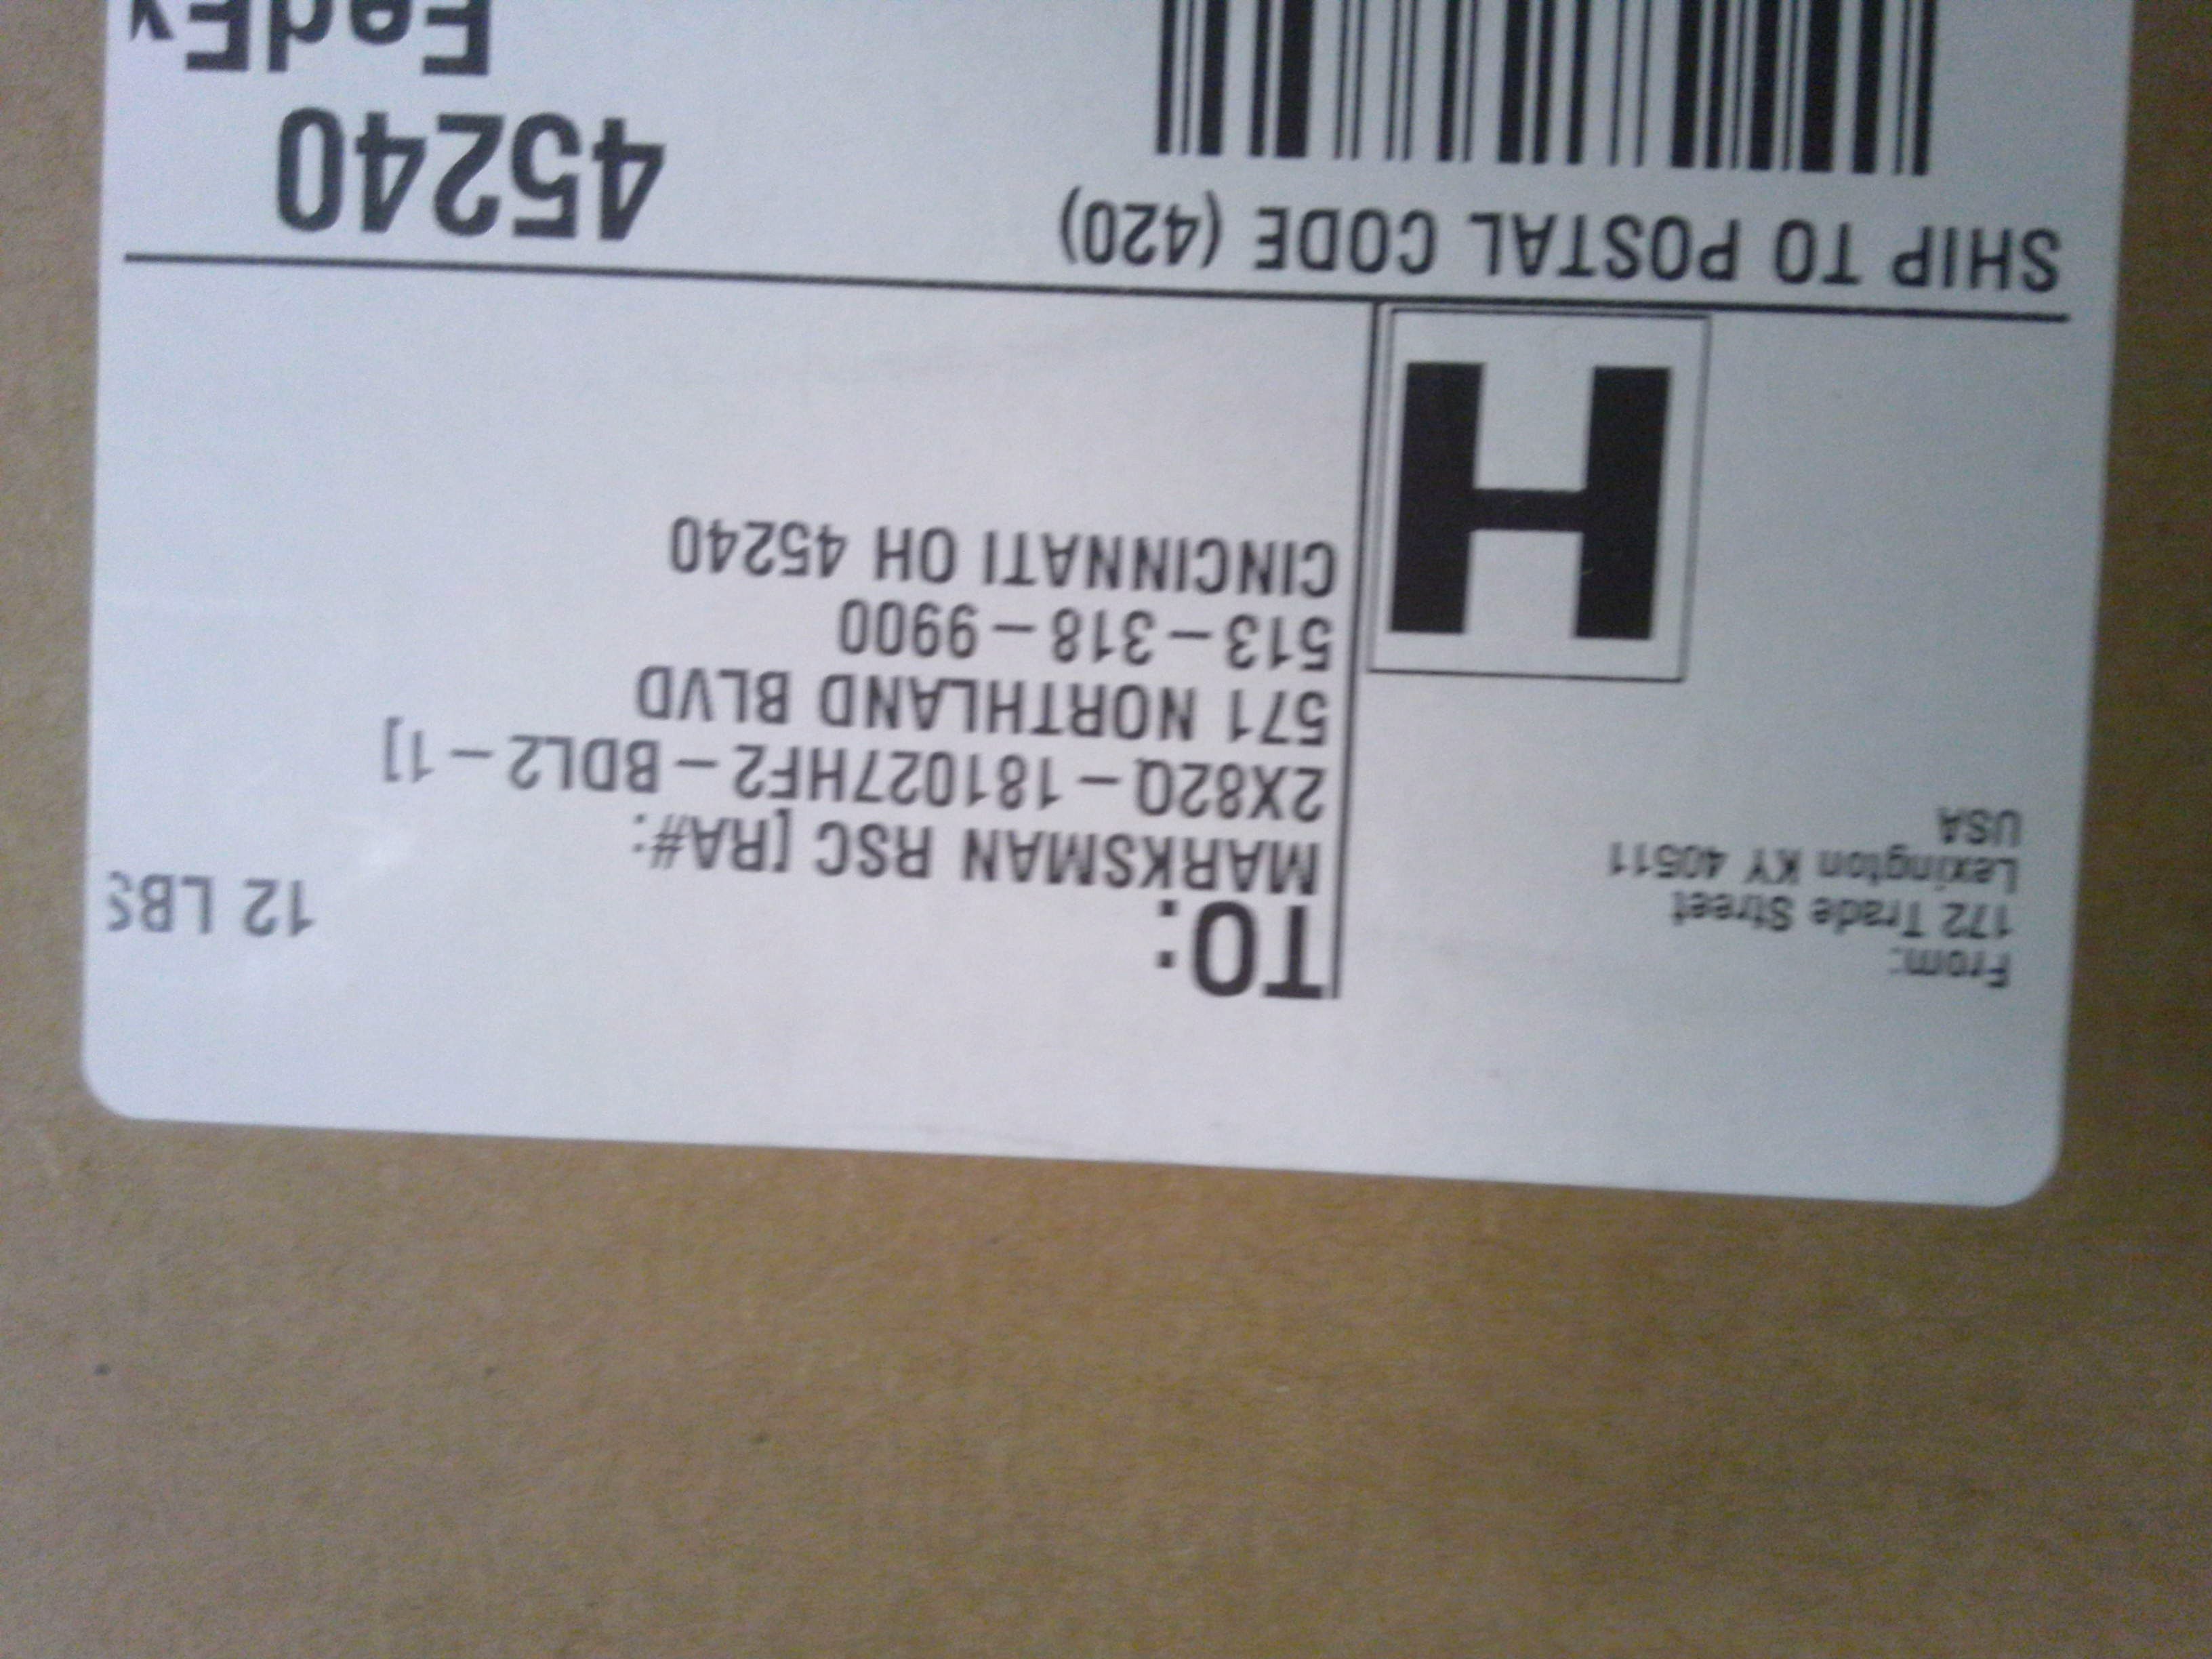 From:
172 Trade Street
Lexington KY 40511
USA
H
TO:
12 LBS
MARKSMAN RSC [RA#:
2X82Q-181027HF2-BDL2-1]
571 NORTHLAND BLVD
513-318-9900
CINCINNATI OH 45240
SHIP TO POSTAL CODE (420)
45240
FedEx